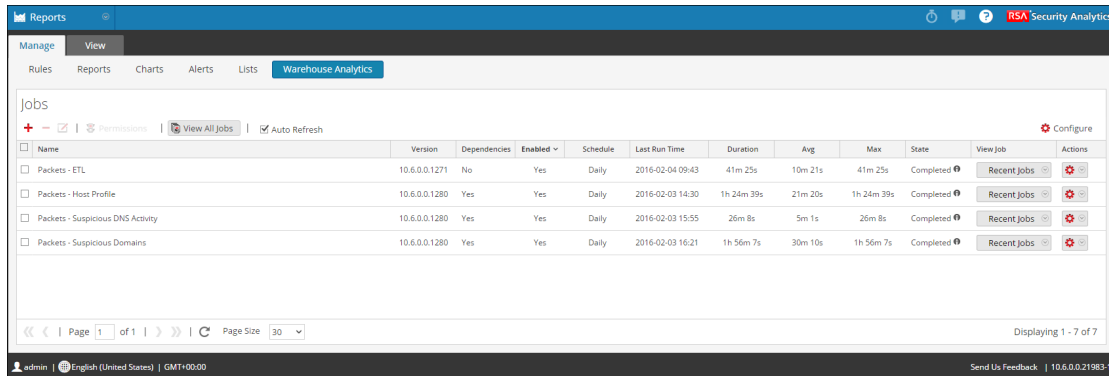 Reports RSA Security Analytics
Manage View
Rules Reports Charts Alerts Lists Warehouse Analytics
Jobs
Permissions | View All Jobs | Auto Refresh Configure
Name Version Dependencies Enabled Schedule Last Run Time Duration Avg Max State View Job Actions
Packets - ETL 10.6.0.0.1271 No Yes Daily 2016-02-04 09:43 41m 25s 10m 21s 41m 25s Completed Recent Jobs
Packets - Host Profile 10.6.0.0.1280 Yes Yes Daily 2016-02-03 14:30 1h 24m 39s 21m 20s 1h 24m 39s Completed Recent Jobs
Packets - Suspicious DNS Activity 10.6.0.0.1280 Yes Yes Daily 2016-02-03 15:55 26m 8s 5m 1s 26m 8s Completed Recent Jobs
Packets - Suspicious Domains 10.6.0.0.1280 Yes Yes Daily 2016-02-03 16:21 1h 56m 7s 30m 10s 1h 56m 7s Completed Recent Jobs
Page 1 of 1 | Page Size 30 Displaying 1 - 7 of 7
admin | English (United States) | GMT+00:00 Send Us Feedback | 10.6.0.0.21983-